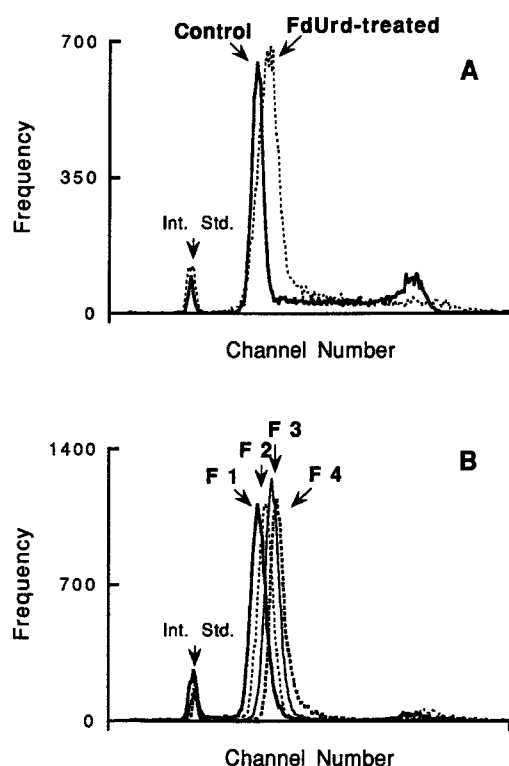 Control
FdUrd-treated
A
700
350
0
Frequency
Int. Std.
Channel Number
F 3
F 2
F 1
F 4
B
1400
700
0
Frequency
Int. Std.
Channel Number